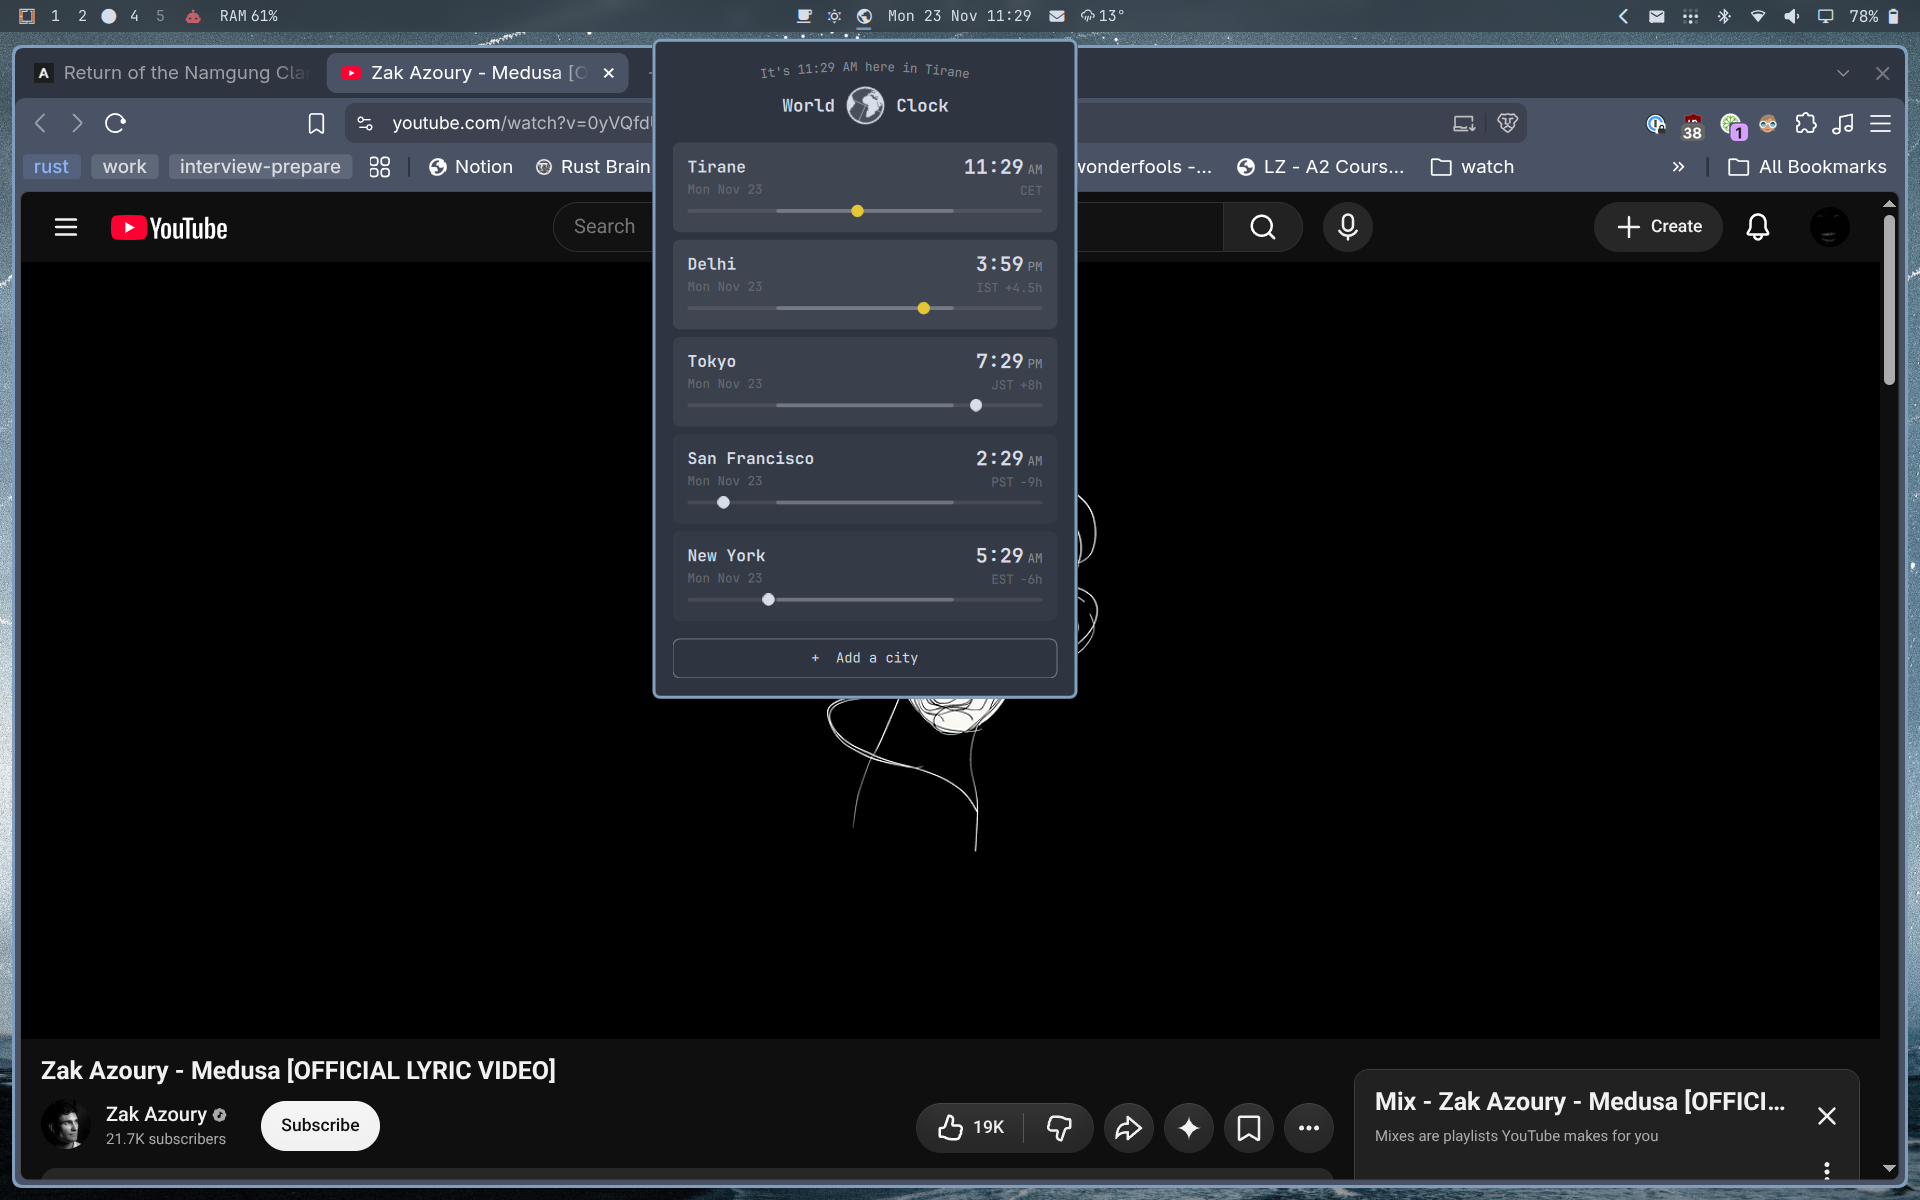 1 2 4 5 RAM 61% Mon 23 Nov 11:29 13° 78%
A Return of the Namgung Cla Zak Azoury - Medusa [O
youtube.com/watch?v=0yVQfd 38 1
rust work interview-prepare Notion Rust Brain wonderfools -... LZ - A2 Cours... watch » All Bookmarks
YouTube Search Create
It's 11:29 AM here in Tirane
World Clock
Tirane 11:29 AM
Mon Nov 23 CET
Delhi 3:59 PM
Mon Nov 23 IST +4.5h
Tokyo 7:29 PM
Mon Nov 23 JST +8h
San Francisco 2:29 AM
Mon Nov 23 PST -9h
New York 5:29 AM
Mon Nov 23 EST -6h
+ Add a city
Zak Azoury - Medusa [OFFICIAL LYRIC VIDEO]
Zak Azoury
21.7K subscribers
Subscribe
19K
Mix - Zak Azoury - Medusa [OFFICI...
Mixes are playlists YouTube makes for you